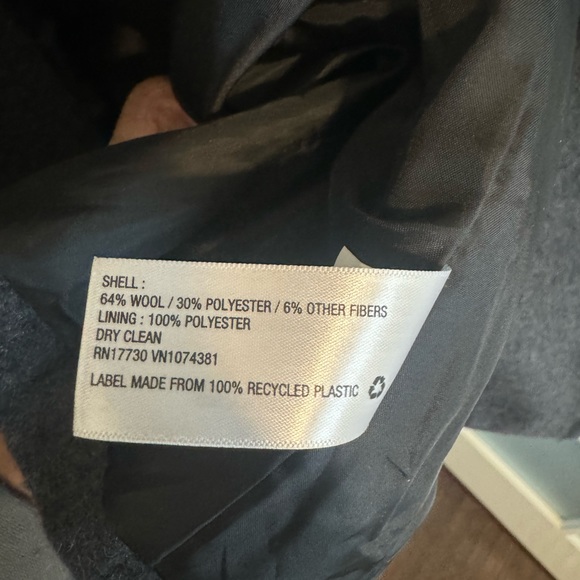 SHELL :
64% WOOL / 30% POLYESTER / 6% OTHER FIBERS
LINING : 100% POLYESTER
DRY CLEAN
RN17730 VN1074381
LABEL MADE FROM 100% RECYCLED PLASTIC